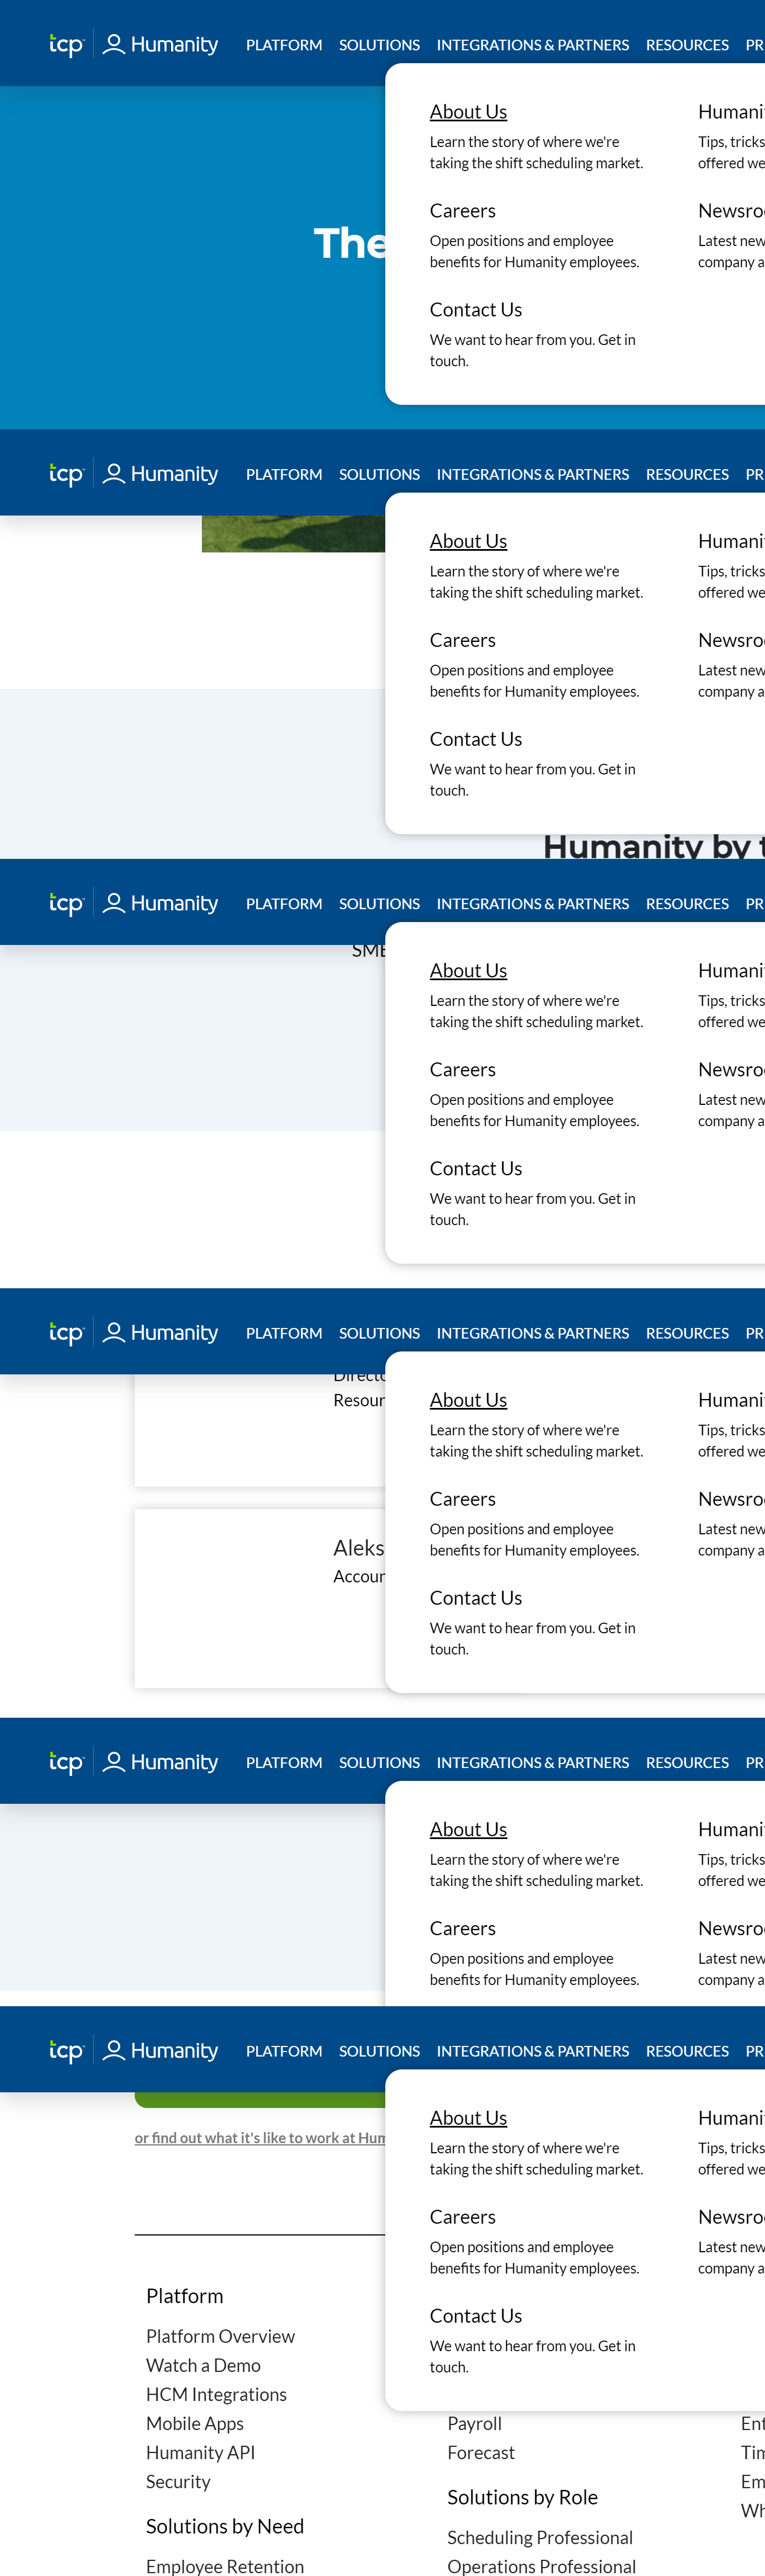 tcp Humanity PLATFORM SOLUTIONS INTEGRATIONS & PARTNERS RESOURCES PR
About Us
Learn the story of where we're
taking the shift scheduling market.
Careers
Open positions and employee
benefits for Humanity employees.
Contact Us
We want to hear from you. Get in
touch.
Humani
Tips, tricks
offered we
Newsro
Latest new
company a
The
tcp Humanity PLATFORM SOLUTIONS INTEGRATIONS & PARTNERS RESOURCES PR
About Us
Learn the story of where we're
taking the shift scheduling market.
Careers
Open positions and employee
benefits for Humanity employees.
Contact Us
We want to hear from you. Get in
touch.
Humani
Tips, tricks
offered we
Newsro
Latest new
company a
Humanity by t
tcp Humanity PLATFORM SOLUTIONS INTEGRATIONS & PARTNERS RESOURCES PR
About Us
Learn the story of where we're
taking the shift scheduling market.
Careers
Open positions and employee
benefits for Humanity employees.
Contact Us
We want to hear from you. Get in
touch.
Humani
Tips, tricks
offered we
Newsro
Latest new
company a
SME
tcp Humanity PLATFORM SOLUTIONS INTEGRATIONS & PARTNERS RESOURCES PR
About Us
Learn the story of where we're
taking the shift scheduling market.
Careers
Open positions and employee
benefits for Humanity employees.
Contact Us
We want to hear from you. Get in
touch.
Humani
Tips, tricks
offered we
Newsro
Latest new
company a
Directo
Resour
Aleks
Accour
tcp Humanity PLATFORM SOLUTIONS INTEGRATIONS & PARTNERS RESOURCES PR
About Us
Learn the story of where we're
taking the shift scheduling market.
Careers
Open positions and employee
benefits for Humanity employees.
Humani
Tips, tricks
offered we
Newsro
Latest new
company a
tcp Humanity PLATFORM SOLUTIONS INTEGRATIONS & PARTNERS RESOURCES PR
About Us
Learn the story of where we're
taking the shift scheduling market.
Careers
Open positions and employee
benefits for Humanity employees.
Contact Us
We want to hear from you. Get in
touch.
Humani
Tips, tricks
offered we
Newsro
Latest new
company a
or find out what it's like to work at Hum
Platform
Platform Overview
Watch a Demo
HCM Integrations
Mobile Apps
Humanity API
Security
Solutions by Need
Employee Retention
Payroll
Forecast
Solutions by Role
Scheduling Professional
Operations Professional
Ent
Tim
Em
Wh